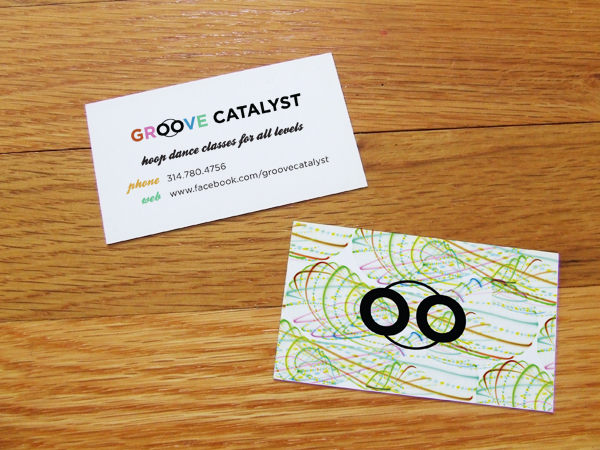 GROOVE CATALYST
hoop dance classes for all levels
phone 314.780.4756
web www.facebook.com/groovecatalyst